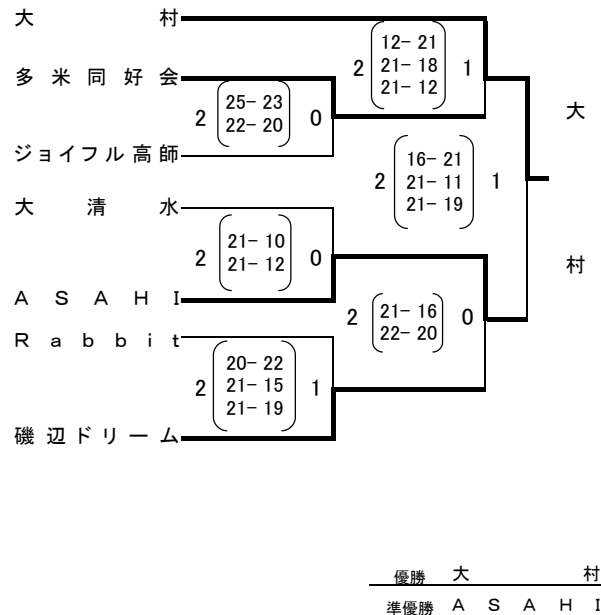 大村
12- 21
2 21- 18 1
21- 12
多米同好会
25- 23
2 22- 20 0
大
ジョイフル高師
16- 21
2 21- 11 1
21- 19
大清水
21- 10
2 21- 12 0
村
ASAHI
21- 16
2 22- 20 0
Rabbit
20- 22
2 21- 15 1
21- 19
磯辺ドリーム
優勝 大村
準優勝 ASAHI